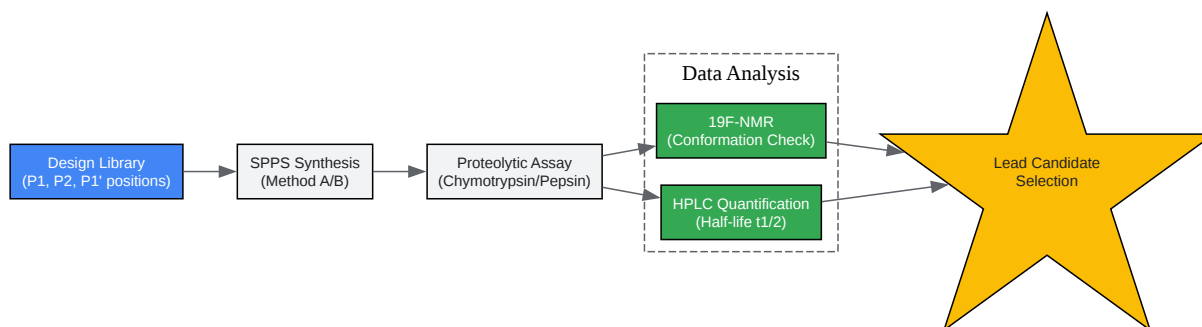 Design Library
(P1, P2, P1' positions)
SPPS Synthesis
(Method A/B)
Proteolytic Assay
(Chymotrypsin/Pepsin)
Data Analysis
19F-NMR
(Conformation Check)
HPLC Quantification
(Half-life t1/2)
Lead Candidate
Selection